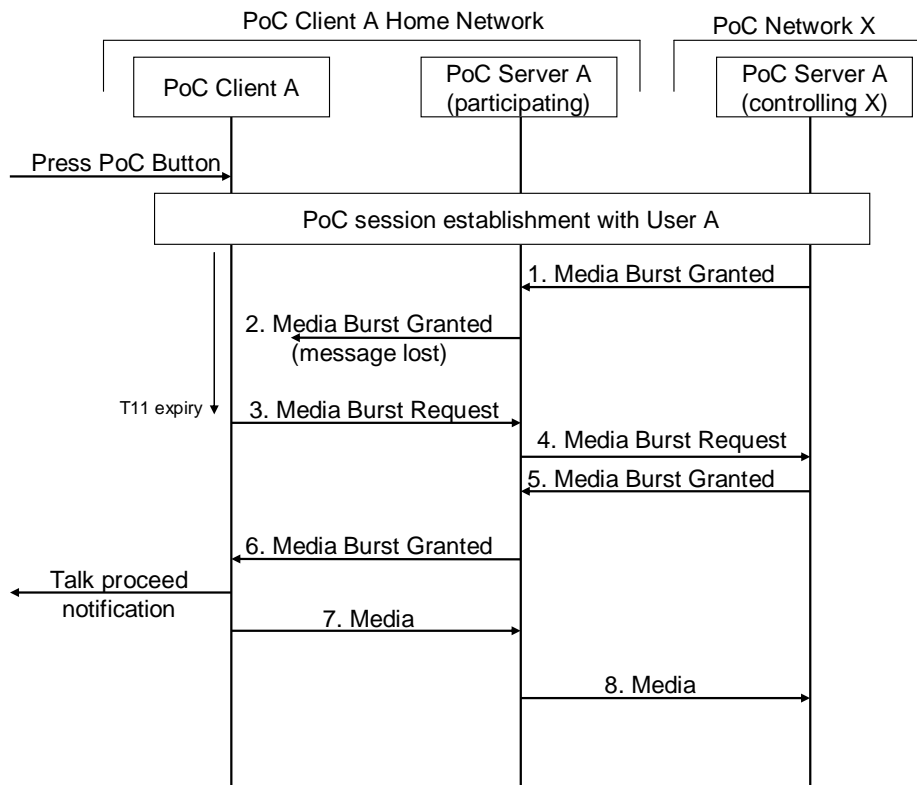 PoC Client A Home Network
PoC Network X
PoC Client A
PoC Server A
(participating)
PoC Server A
(controlling X)
Press PoC Button
PoC session establishment with User A
1. Media Burst Granted
2. Media Burst Granted
(message lost)
T11 expiry
3. Media Burst Request
4. Media Burst Request
5. Media Burst Granted
6. Media Burst Granted
Talk proceed
notification
7. Media
8. Media